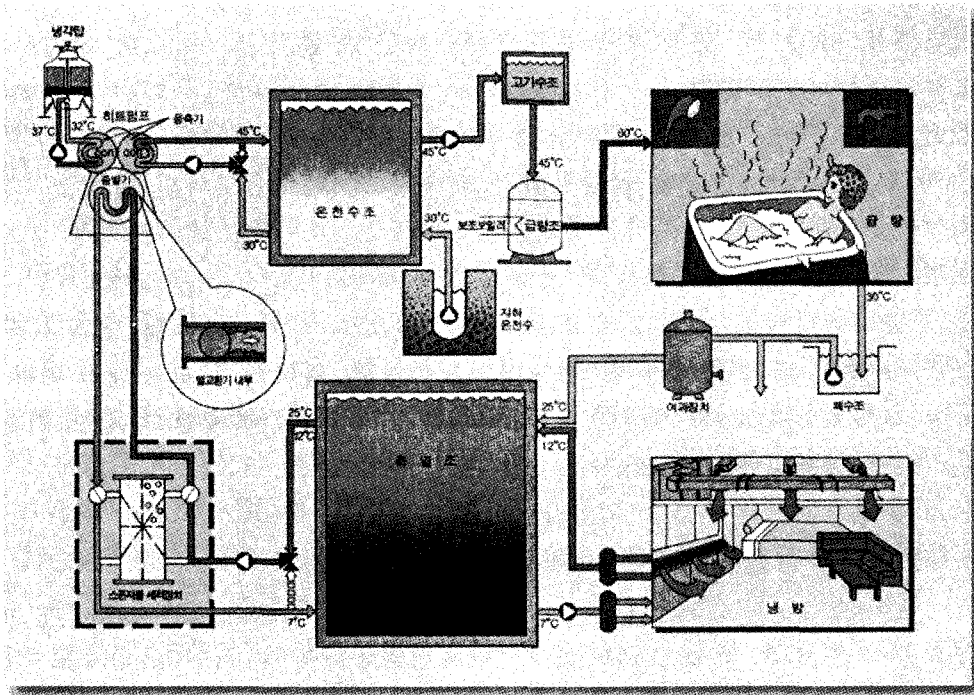 냉각탑
37°C
32°C
히트펌프
응축기
on
증발기
45°C
30°C
온천수조
45°C
30°C
고가수조
45°C
보조보일러
급탕조
60°C
급탕
지하
온천수
30°C
열교환기 내부
여과장치
폐수조
25°C
12°C
축열조
25°C
12°C
스폰지볼 세척장치
7°C
7°C
냉방